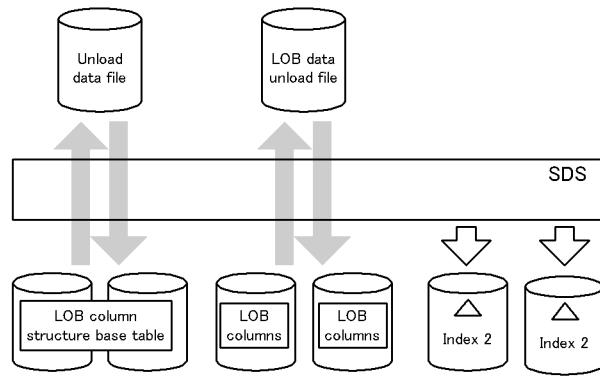 Unload
data file
LOB data
unload file
SDS
LOB column
structure base table
LOB
columns
LOB
columns
Index 2
Index 2